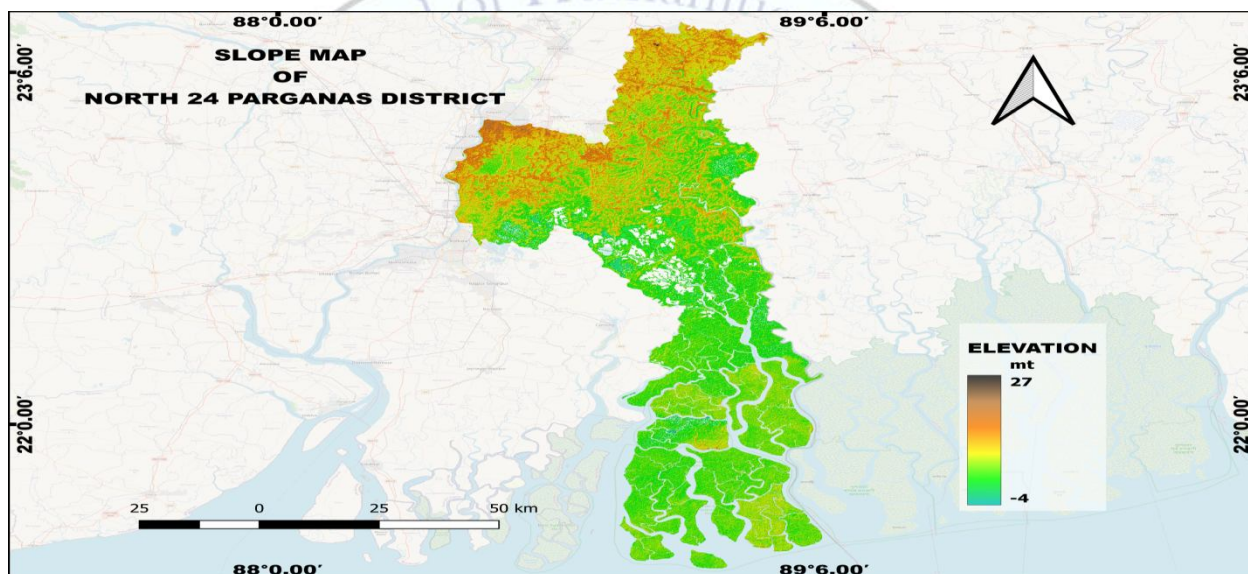 88°0.00′
89°6.00′
SLOPE MAP
OF
NORTH 24 PARGANAS DISTRICT
23°6.00′
23°6.00′
ELEVATION
mt
27
-4
22°0.00′
22°0.00′
25
0
25
50 km
88°0.00′
89°6.00′